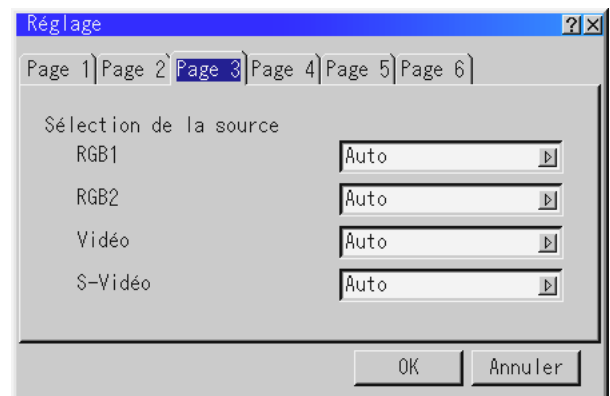 Réglage
Page 1 Page 2 Page 3 Page 4 Page 5 Page 6
Sélection de la source
RGB1 Auto
RGB2 Auto
Vidéo Auto
S-Vidéo Auto
OK Annuler